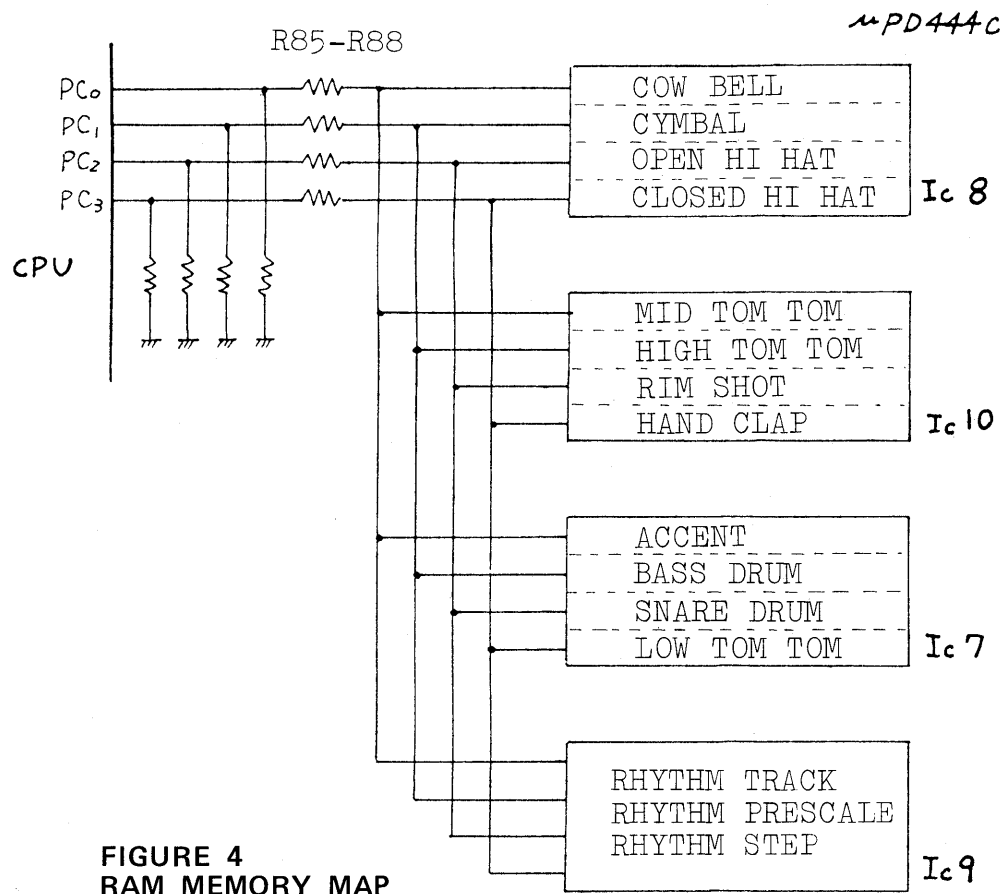 µPD444C
R85-R88
PC0
PC1
PC2
PC3
CPU
COW BELL
CYMBAL
OPEN HI HAT
CLOSED HI HAT
Ic 8
MID TOM TOM
HIGH TOM TOM
RIM SHOT
HAND CLAP
Ic 10
ACCENT
BASS DRUM
SNARE DRUM
LOW TOM TOM
Ic 7
RHYTHM TRACK
RHYTHM PRESCALE
RHYTHM STEP
Ic 9
FIGURE 4
RAM MEMORY MAP